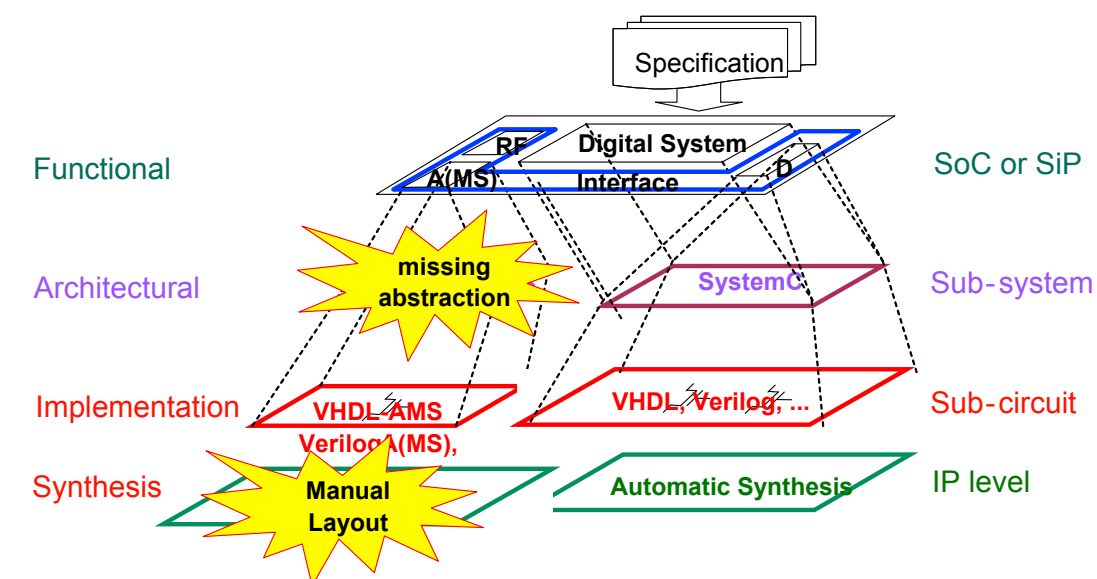 Specification
Functional
RF
Digital System
A(MS)
Interface
D
SoC or SiP
Architectural
missing
abstraction
SystemC
Sub-system
Implementation
VHDL-AMS
VerilogA(MS),
VHDL, Verilog, ...
Sub-circuit
Synthesis
Manual
Layout
Automatic Synthesis
IP level